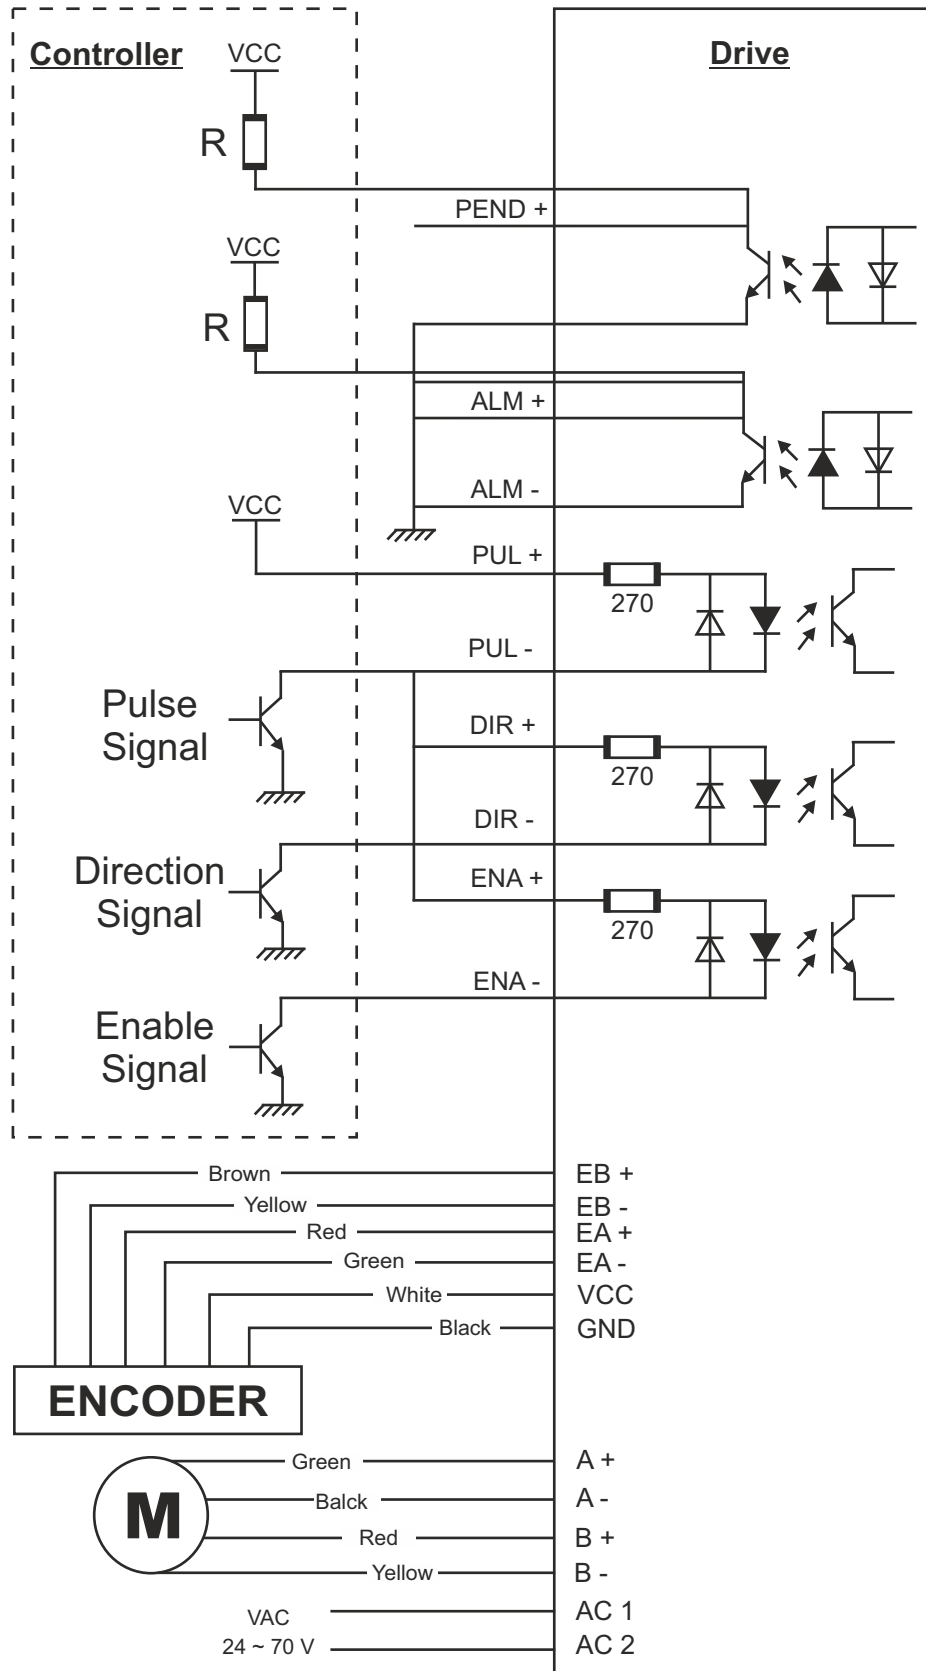 Controller
Drive
VCC
R
PEND +
VCC
R
ALM +
ALM -
VCC
PUL +
270
PUL -
Pulse
Signal
DIR +
270
DIR -
Direction
Signal
ENA +
270
ENA -
Enable
Signal
Brown
EB +
Yellow
EB -
Red
EA +
Green
EA -
White
VCC
Black
GND
ENCODER
Green
A +
M
Balck
A -
Red
B +
Yellow
B -
VAC
24 ~ 70 V
AC 1
AC 2